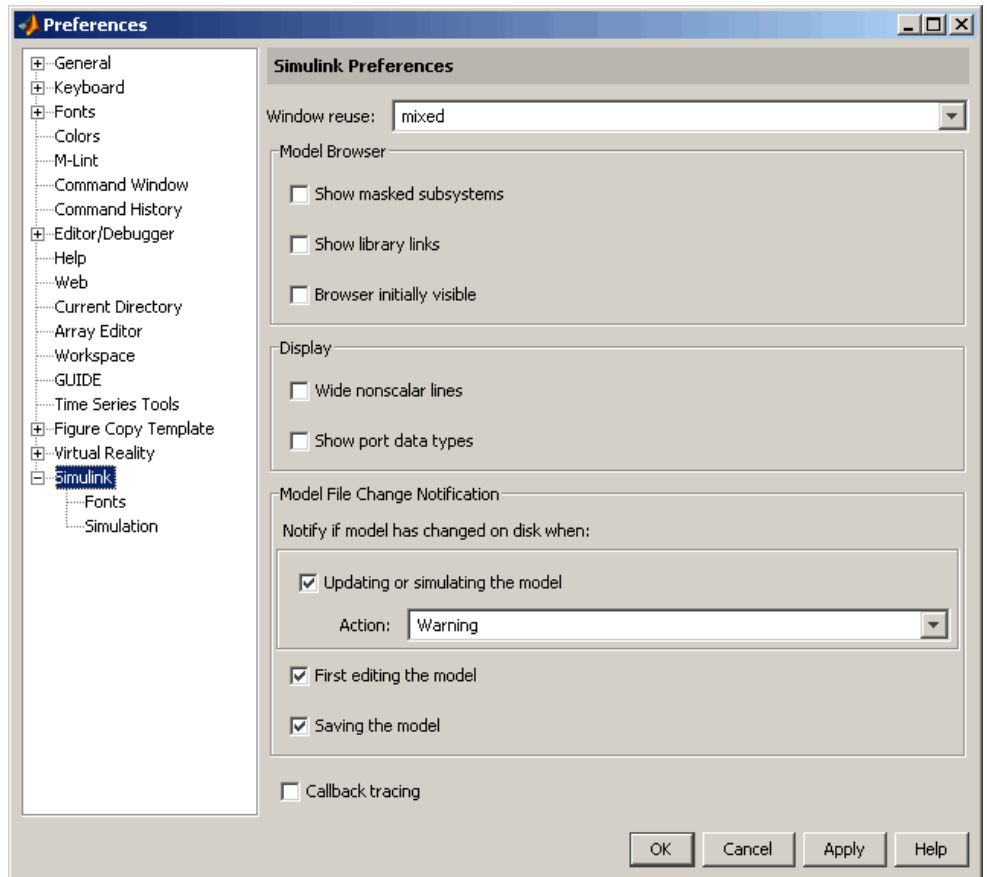 Preferences
General
Keyboard
Fonts
Colors
M-Lint
Command Window
Command History
Editor/Debugger
Help
Web
Current Directory
Array Editor
Workspace
GUIDE
Time Series Tools
Figure Copy Template
Virtual Reality
Simulink
Fonts
Simulation
Simulink Preferences
Window reuse: mixed
Model Browser
Show masked subsystems
Show library links
Browser initially visible
Display
Wide nonscalar lines
Show port data types
Model File Change Notification
Notify if model has changed on disk when:
Updating or simulating the model
Action: Warning
First editing the model
Saving the model
Callback tracing
OK Cancel Apply Help